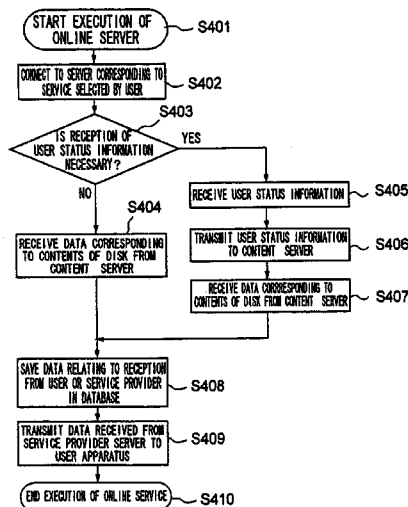 START EXECUTION OF
ONLINE SERVER
S401
CONNECT TO SERVER CORRESPONDING TO
SERVICE SELECTED BY USER
S402
S403
IS RECEPTION OF
USER STATUS INFORMATION
NECESSARY?
YES
NO
S404
RECEIVE DATA CORRESPONDING
TO CONTENTS OF DISK FROM
CONTENT SERVER
RECEIVE USER STATUS INFORMATION
S405
TRANSMIT USER STATUS INFORMATION
TO CONTENT SERVER
S406
RECEIVE DATA CORRESPONDING TO
CONTENTS OF DISK FROM CONTENT SERVER
S407
SAVE DATA RELATING TO RECEPTION
FROM USER OR SERVICE PROVIDER
IN DATABASE
S408
TRANSMIT DATA RECEIVED FROM
SERVICE PROVIDER SERVER TO
USER APPARATUS
S409
END EXECUTION OF ONLINE SERVICE
S410